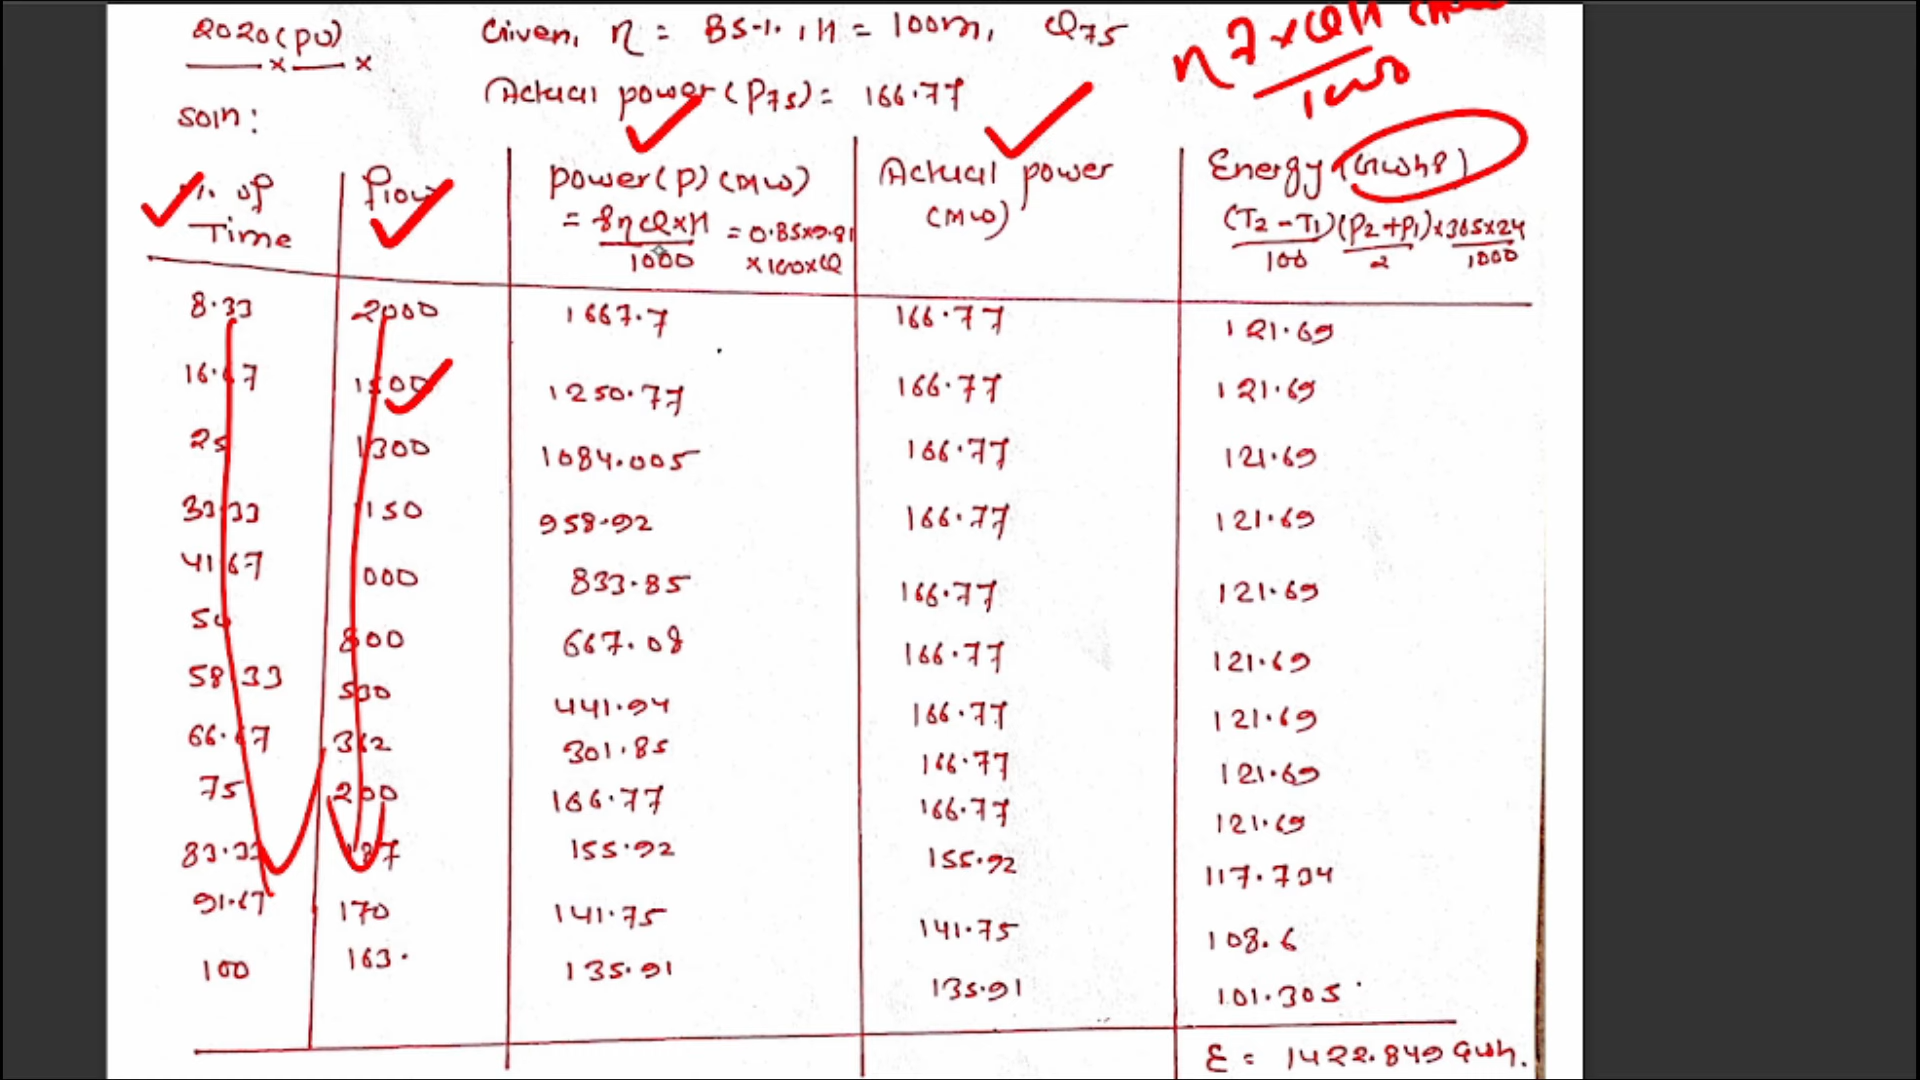 2020(PU)
Given, η = 85%, H = 100m, Q75
η γ × QH
1000
Actual power (P75) = 166.77
Soln:
% of Time | flow | power (P) (MW) = γηQ×H/1000 = 0.85×9.81×100×Q | Actual power (MW) | Energy (GWhr) (T2-T1)/100 (P2+P1)/2 × 365×24/1000
8.33 2000 1667.7 166.77 121.69
16.67 1500 1250.77 166.77 121.69
25 1300 1084.005 166.77 121.69
33.33 1150 958.92 166.77 121.69
41.67 1000 833.85 166.77 121.69
50 800 667.08 166.77 121.69
58.33 530 441.94 166.77 121.69
66.67 362 301.85 166.77 121.69
75 200 166.77 166.77 121.69
83.33 187 155.92 155.92 117.704
91.67 170 141.75 141.75 108.6
100 163. 135.91 135.91 101.305
Σ = 1422.849 Gwh.